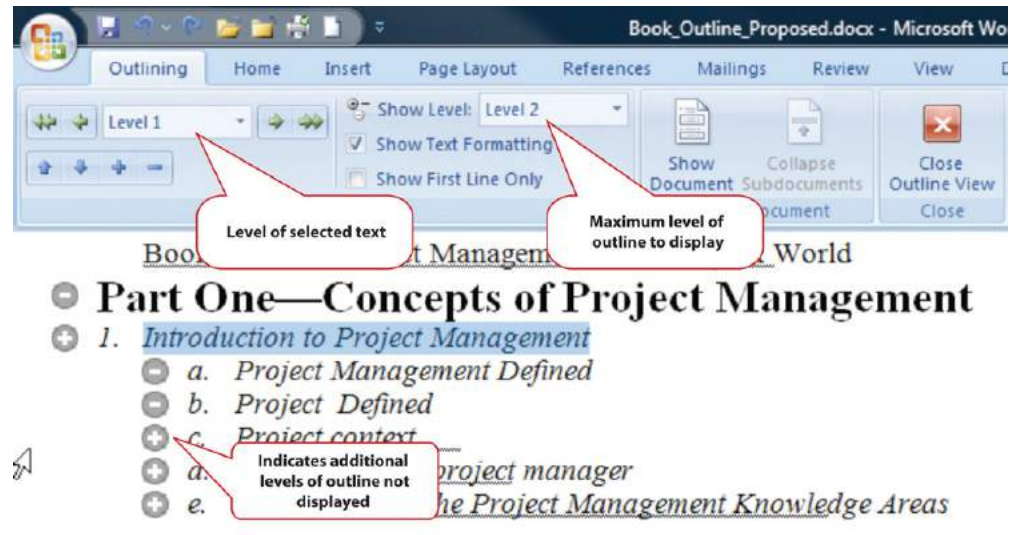 Book_Outline_Proposed.docx - Microsoft Wo
Outlining Home Insert Page Layout References Mailings Review View
Level 1
Show Level: Level 2
Show Text Formatting
Show First Line Only
Show Document
Collapse Subdocuments
Close Outline View
Close
Level of selected text
Maximum level of
outline to display
World
Part One—Concepts of Project Management
1. Introduction to Project Management
a. Project Management Defined
b. Project Defined
c. Project context
Indicates additional
levels of outline not
displayed
d. project manager
e. the Project Management Knowledge Areas